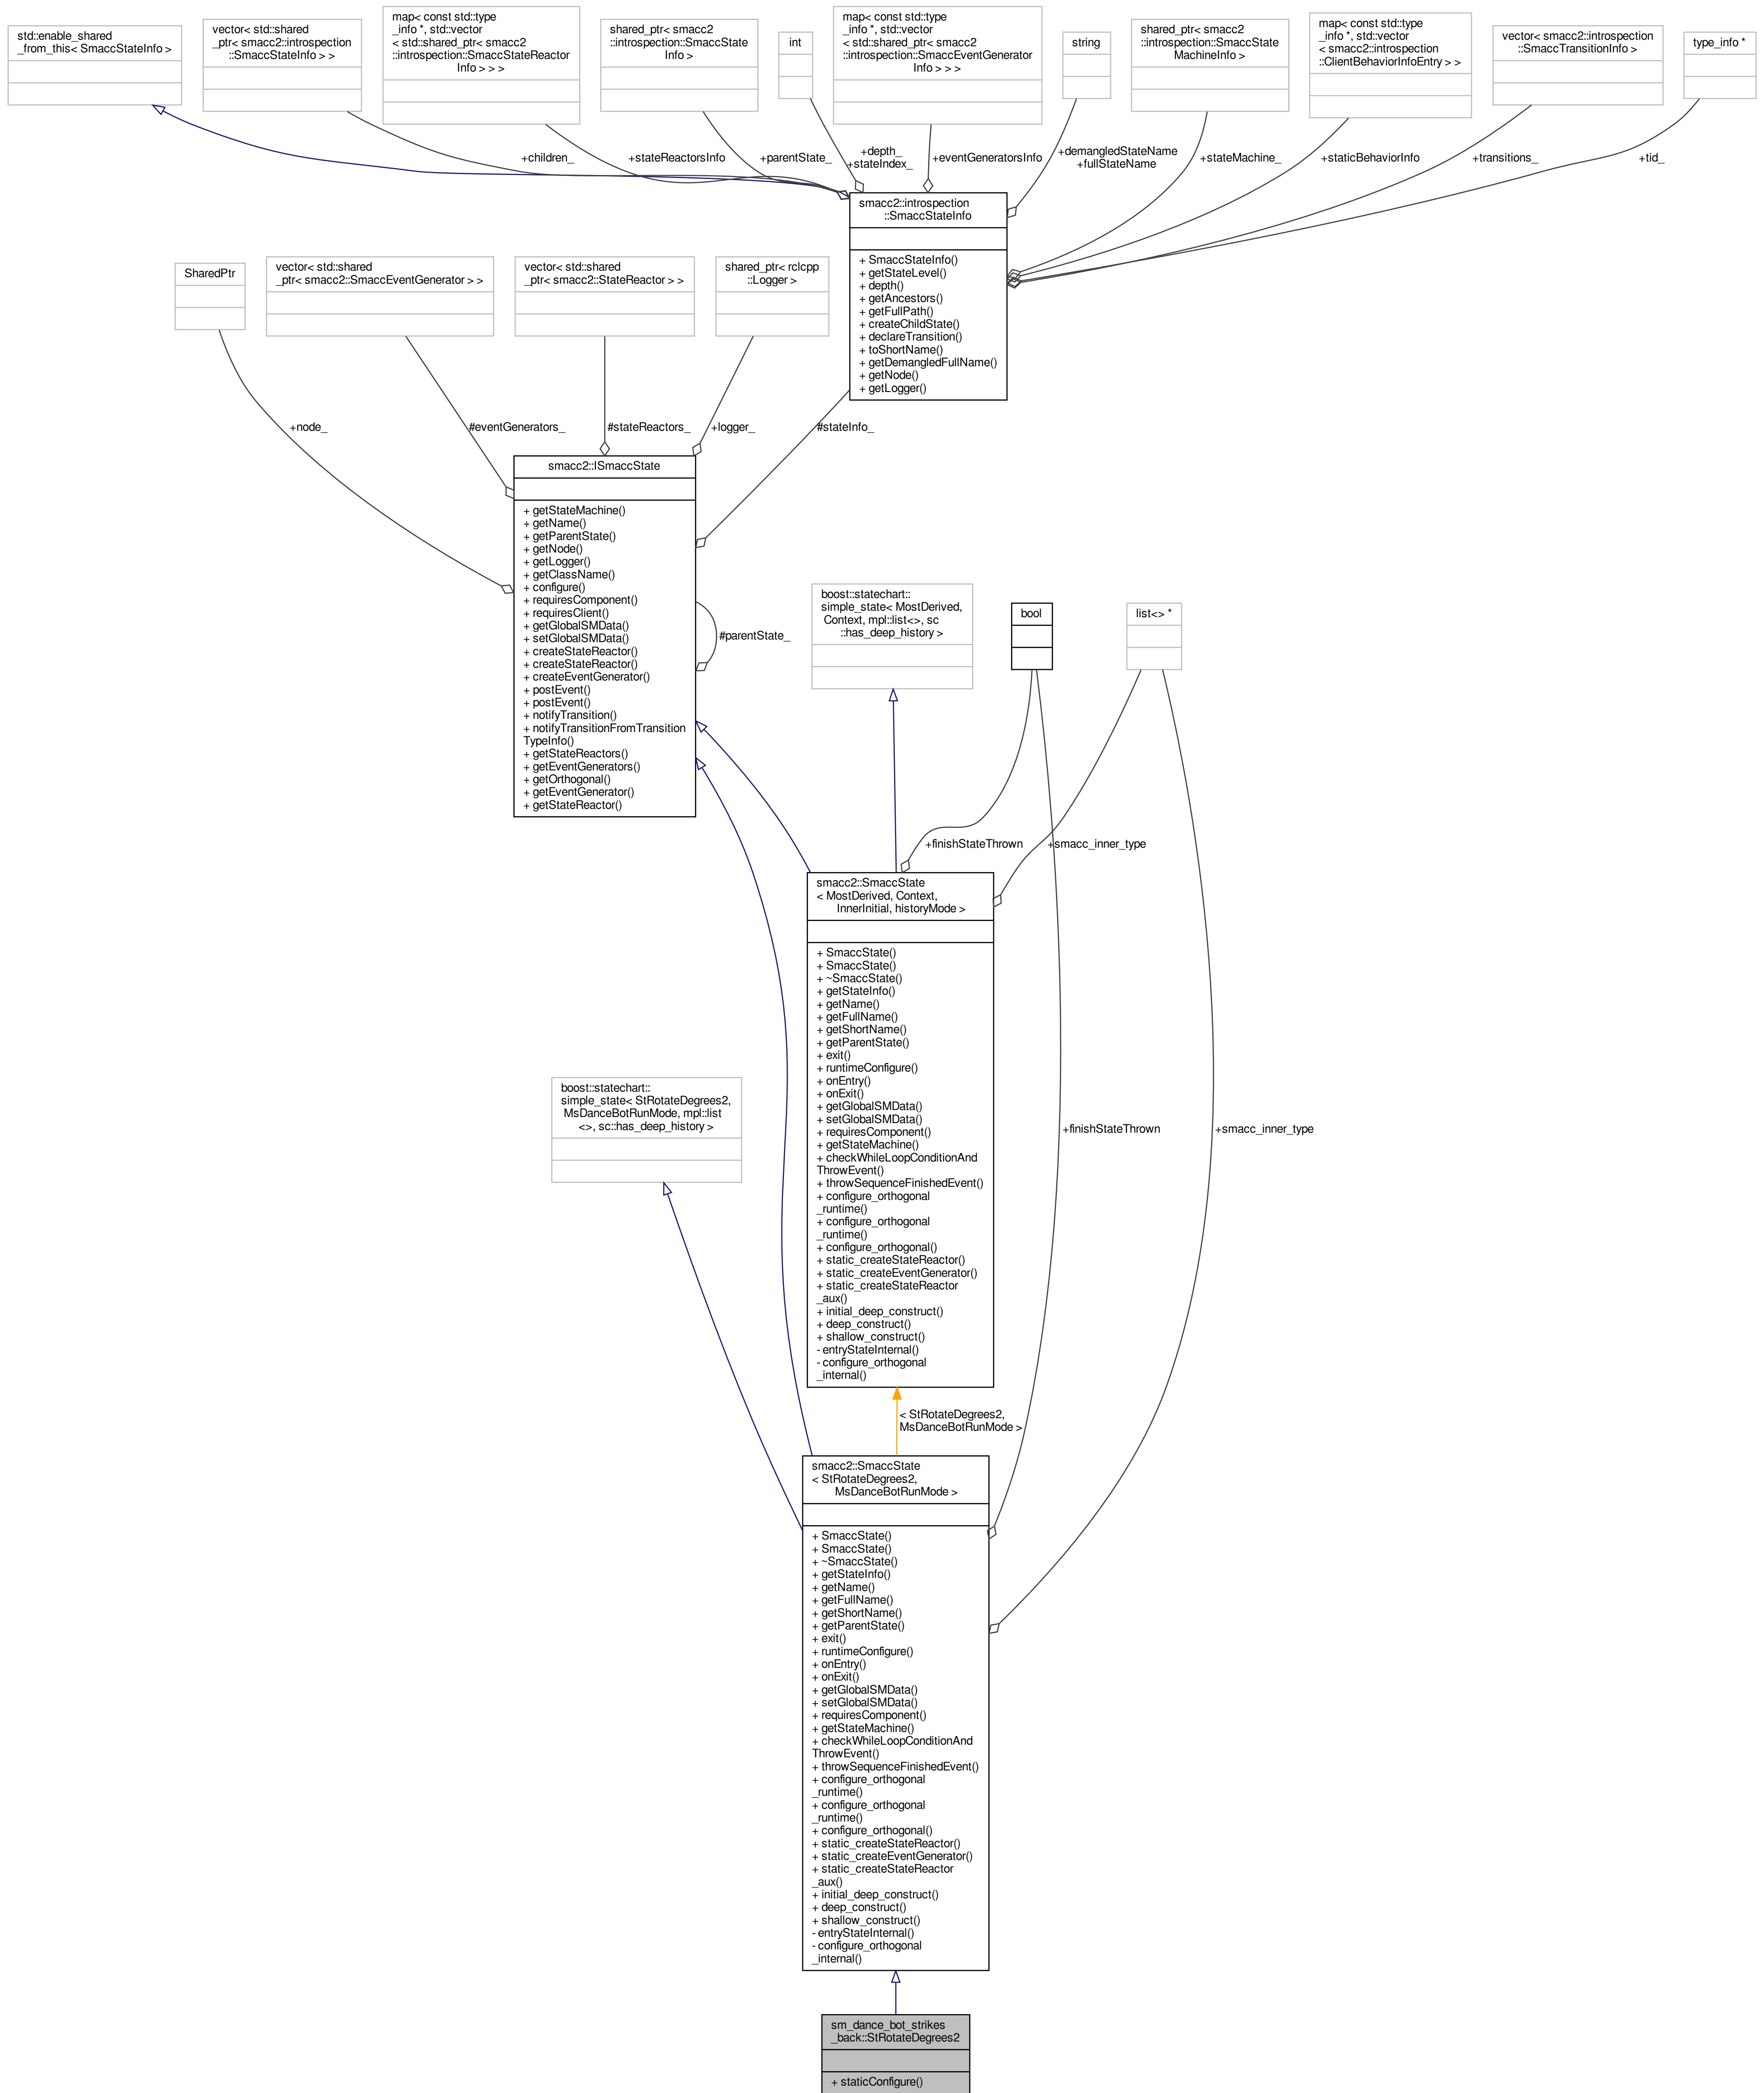 std::enable_shared
_from_this< SmaccStateInfo >
vector< std::shared
_ptr< smacc2::introspection
::SmaccStateInfo > >
map< const std::type
_info *, std::vector
< std::shared_ptr< smacc2
::introspection::SmaccStateReactor
Info > > >
shared_ptr< smacc2
::introspection::SmaccState
Info >
int
map< const std::type
_info *, std::vector
< std::shared_ptr< smacc2
::introspection::SmaccEventGenerator
Info > > >
string
shared_ptr< smacc2
::introspection::SmaccState
MachineInfo >
map< const std::type
_info *, std::vector
< smacc2::introspection
::ClientBehaviorInfoEntry > >
vector< smacc2::introspection
::SmaccTransitionInfo >
type_info *
+children_
+stateReactorsInfo
+parentState_
+depth_
+stateIndex_
+eventGeneratorsInfo
+demangledStateName
+fullStateName
+stateMachine_
+staticBehaviorInfo
+transitions_
+tid_
smacc2::introspection
::SmaccStateInfo
+ SmaccStateInfo()
+ getStateLevel()
+ depth()
+ getAncestors()
+ getFullPath()
+ createChildState()
+ declareTransition()
+ toShortName()
+ getDemangledFullName()
+ getNode()
+ getLogger()
SharedPtr
vector< std::shared
_ptr< smacc2::SmaccEventGenerator > >
vector< std::shared
_ptr< smacc2::StateReactor > >
shared_ptr< rclcpp
::Logger >
+node_
#eventGenerators_
#stateReactors_
+logger_
#stateInfo_
smacc2::ISmaccState
+ getStateMachine()
+ getName()
+ getParentState()
+ getNode()
+ getLogger()
+ getClassName()
+ configure()
+ requiresComponent()
+ requiresClient()
+ getGlobalSMData()
+ setGlobalSMData()
+ createStateReactor()
+ createStateReactor()
+ createEventGenerator()
+ postEvent()
+ postEvent()
+ notifyTransition()
+ notifyTransitionFromTransition
TypeInfo()
+ getStateReactors()
+ getEventGenerators()
+ getOrthogonal()
+ getEventGenerator()
+ getStateReactor()
#parentState_
boost::statechart::
simple_state< MostDerived,
Context, mpl::list<>, sc
::has_deep_history >
bool
list<> *
+finishStateThrown
+smacc_inner_type
smacc2::SmaccState
< MostDerived, Context,
InnerInitial, historyMode >
+ SmaccState()
+ SmaccState()
+ ~SmaccState()
+ getStateInfo()
+ getName()
+ getFullName()
+ getShortName()
+ getParentState()
+ exit()
+ runtimeConfigure()
+ onEntry()
+ onExit()
+ getGlobalSMData()
+ setGlobalSMData()
+ requiresComponent()
+ getStateMachine()
+ checkWhileLoopConditionAnd
ThrowEvent()
+ throwSequenceFinishedEvent()
+ configure_orthogonal
_runtime()
+ configure_orthogonal
_runtime()
+ configure_orthogonal()
+ static_createStateReactor()
+ static_createEventGenerator()
+ static_createStateReactor
_aux()
+ initial_deep_construct()
+ deep_construct()
+ shallow_construct()
- entryStateInternal()
- configure_orthogonal
_internal()
boost::statechart::
simple_state< StRotateDegrees2,
MsDanceBotRunMode, mpl::list
<>, sc::has_deep_history >
+finishStateThrown
+smacc_inner_type
< StRotateDegrees2,
MsDanceBotRunMode >
smacc2::SmaccState
< StRotateDegrees2,
MsDanceBotRunMode >
+ SmaccState()
+ SmaccState()
+ ~SmaccState()
+ getStateInfo()
+ getName()
+ getFullName()
+ getShortName()
+ getParentState()
+ exit()
+ runtimeConfigure()
+ onEntry()
+ onExit()
+ getGlobalSMData()
+ setGlobalSMData()
+ requiresComponent()
+ getStateMachine()
+ checkWhileLoopConditionAnd
ThrowEvent()
+ throwSequenceFinishedEvent()
+ configure_orthogonal
_runtime()
+ configure_orthogonal
_runtime()
+ configure_orthogonal()
+ static_createStateReactor()
+ static_createEventGenerator()
+ static_createStateReactor
_aux()
+ initial_deep_construct()
+ deep_construct()
+ shallow_construct()
- entryStateInternal()
- configure_orthogonal
_internal()
sm_dance_bot_strikes
_back::StRotateDegrees2
+ staticConfigure()